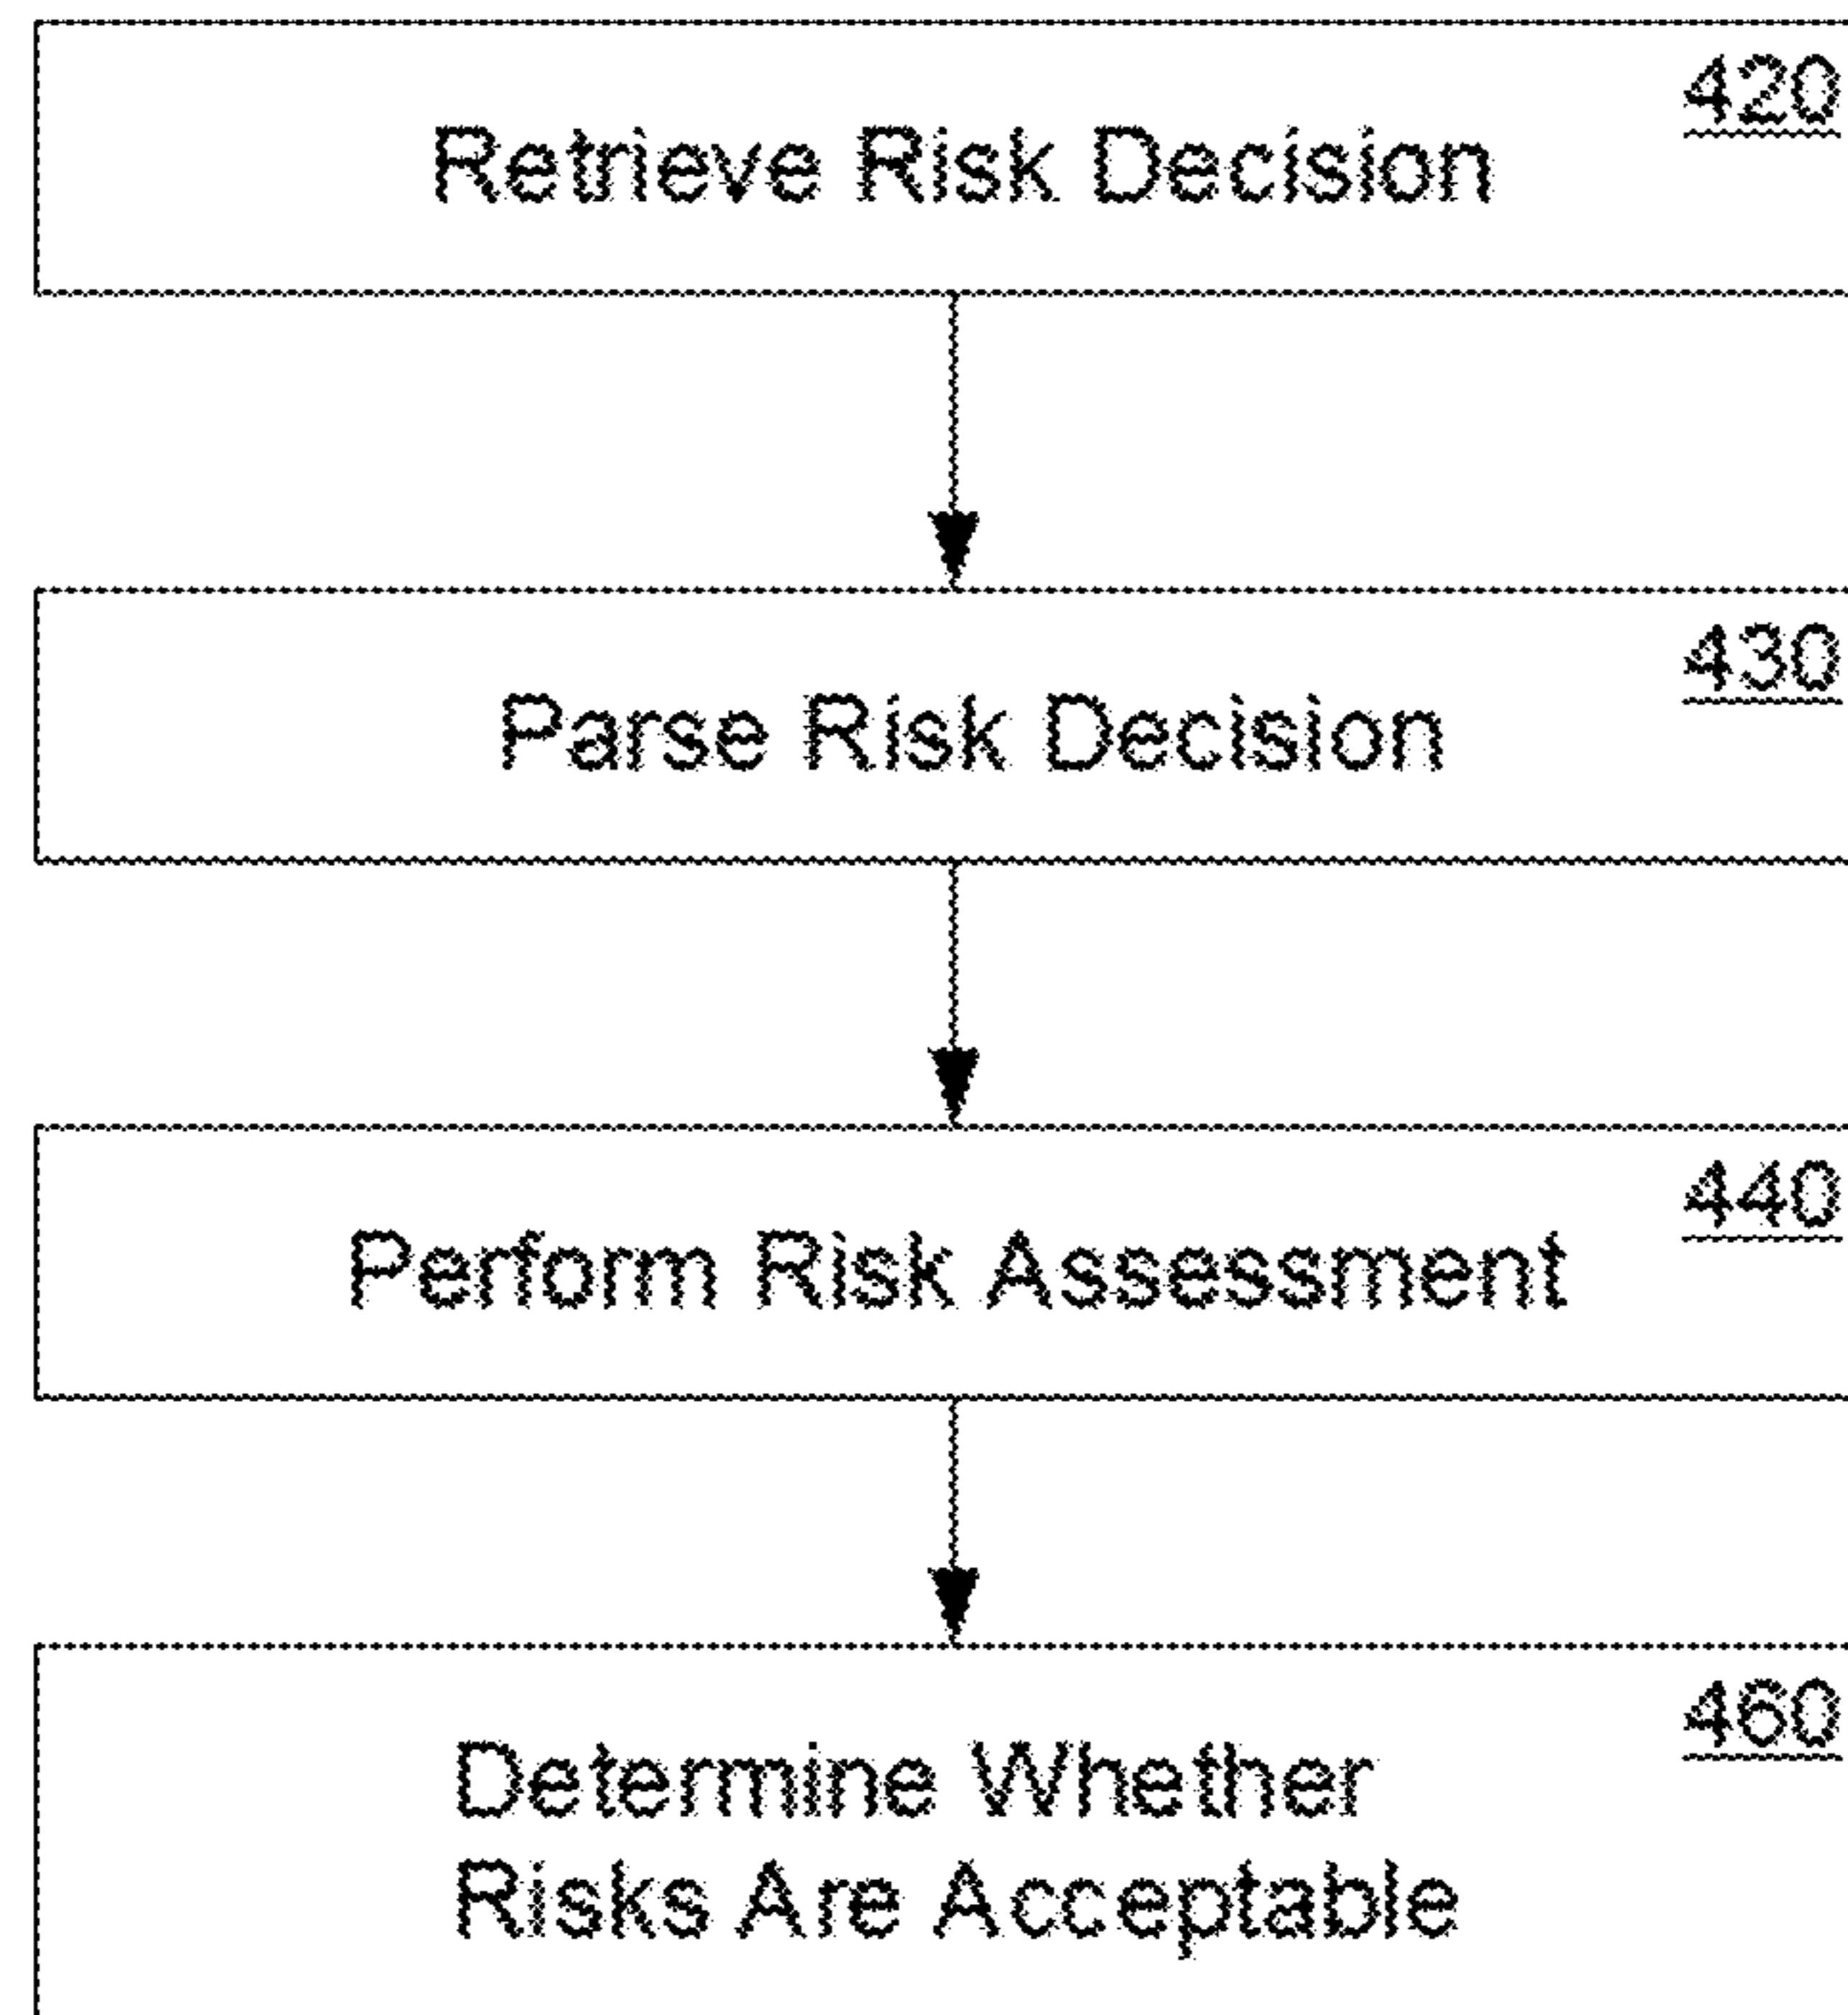 420
Retrieve Risk Decision
430
Parse Risk Decision
440
Perform Risk Assessment
460
Determine Whether
Risks Are Acceptable